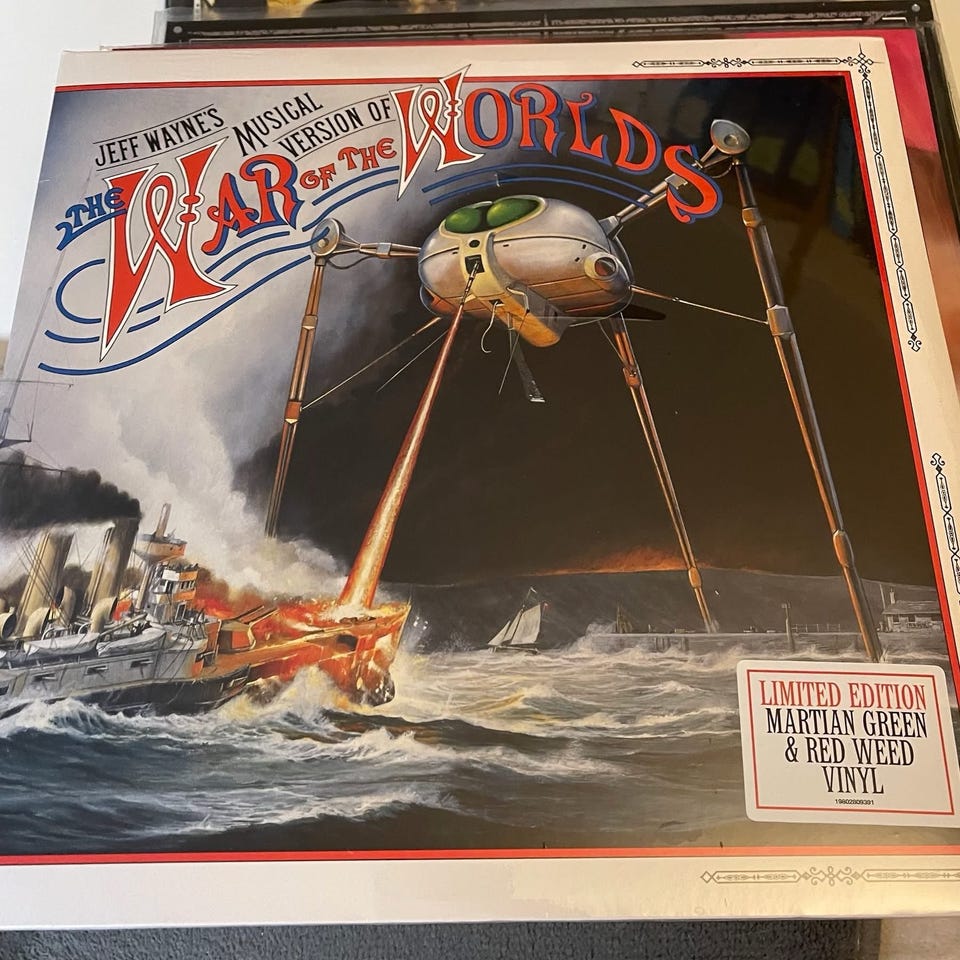 JEFF WAYNE'S
MUSICAL
VERSION OF
THE WAR OF THE WORLDS
LIMITED EDITION
MARTIAN GREEN
& RED WEED
VINYL
19802809391